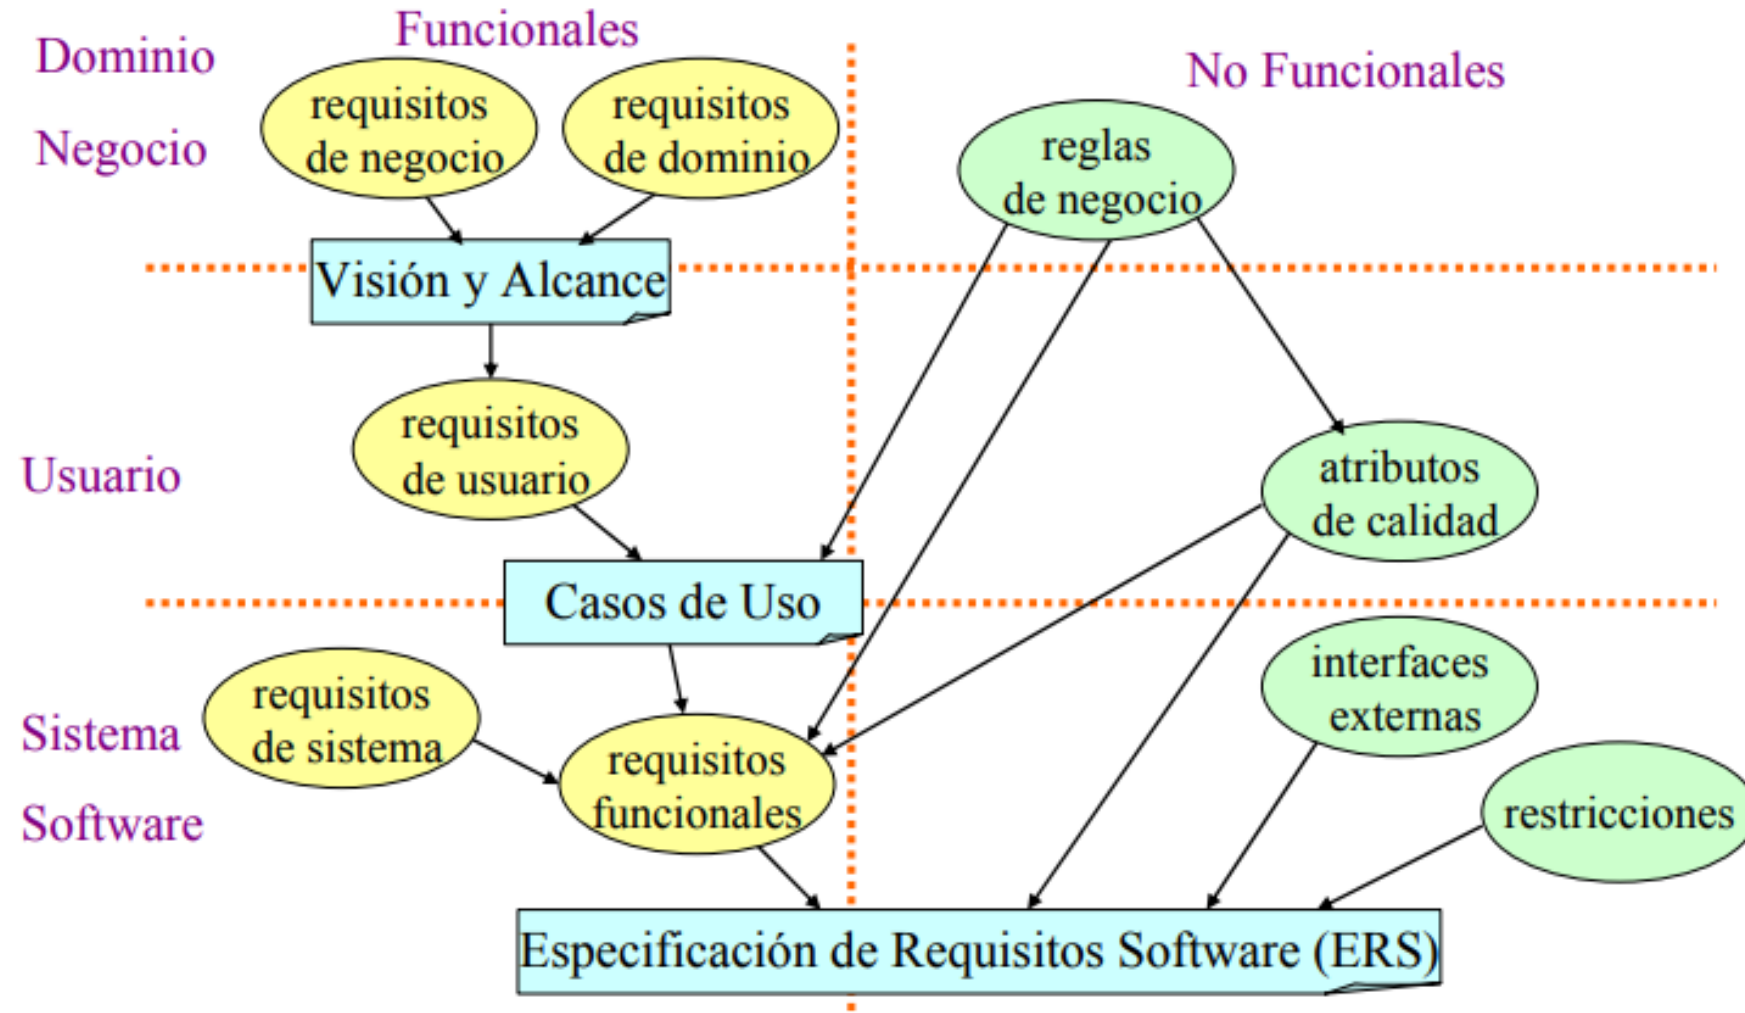 Dominio
Funcionales
No Funcionales
Negocio
requisitos
de negocio
requisitos
de dominio
reglas
de negocio
Visión y Alcance
Usuario
requisitos
de usuario
atributos
de calidad
Casos de Uso
Sistema
Software
requisitos
de sistema
requisitos
funcionales
interfaces
externas
restricciones
Especificación de Requisitos Software (ERS)